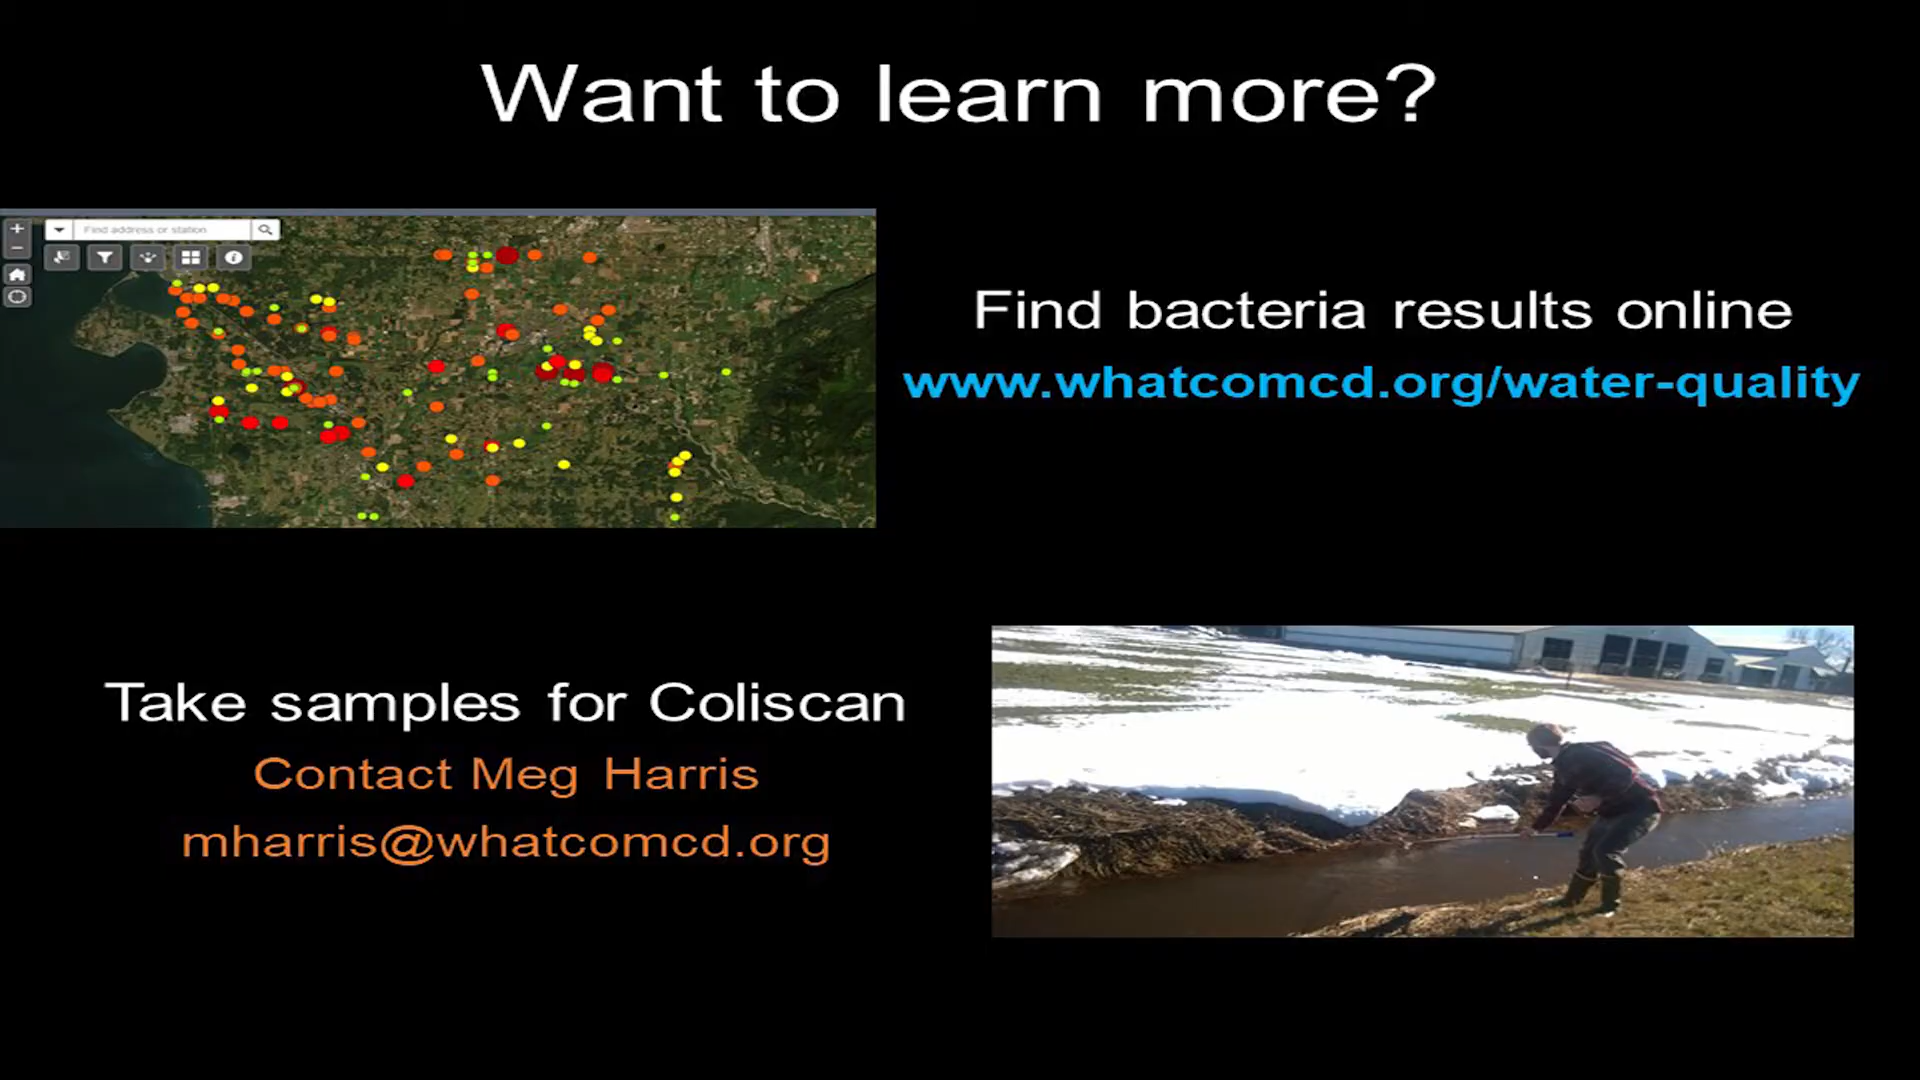 Want to learn more?
Find address or station
Find bacteria results online
www.whatcomcd.org/water-quality
Take samples for Coliscan
Contact Meg Harris
mharris@whatcomcd.org